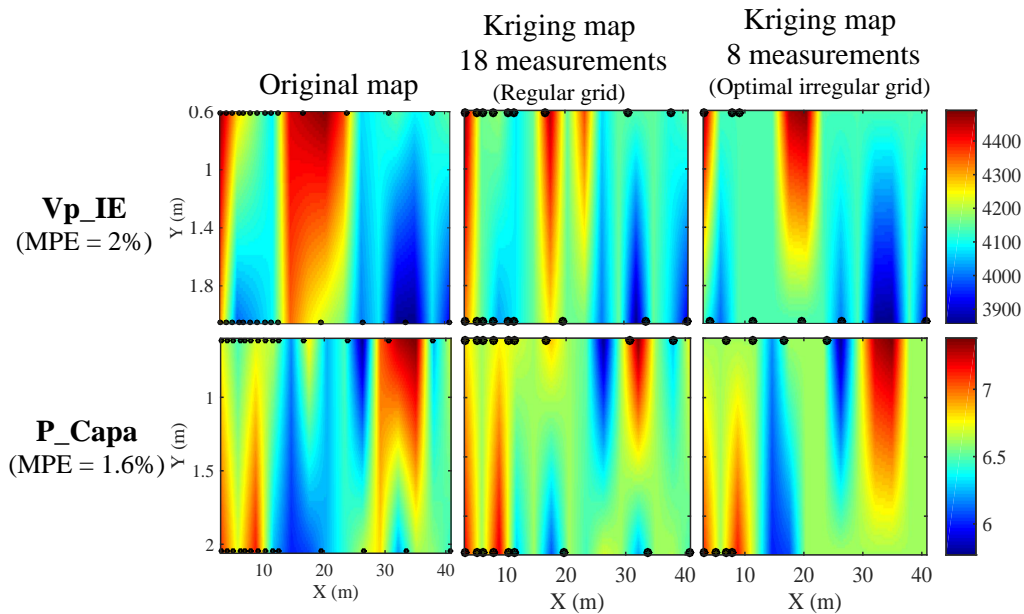 Original map
Kriging map
18 measurements
(Regular grid)
Kriging map
8 measurements
(Optimal irregular grid)
Vp_IE
(MPE = 2%)
Y (m)
0.6
1
1.4
1.8
4400
4300
4200
4100
4000
3900
P_Capa
(MPE = 1.6%)
Y (m)
1
1.5
2
7
6.5
6
10 20 30 40
X (m)
10 20 30 40
X (m)
10 20 30 40
X (m)